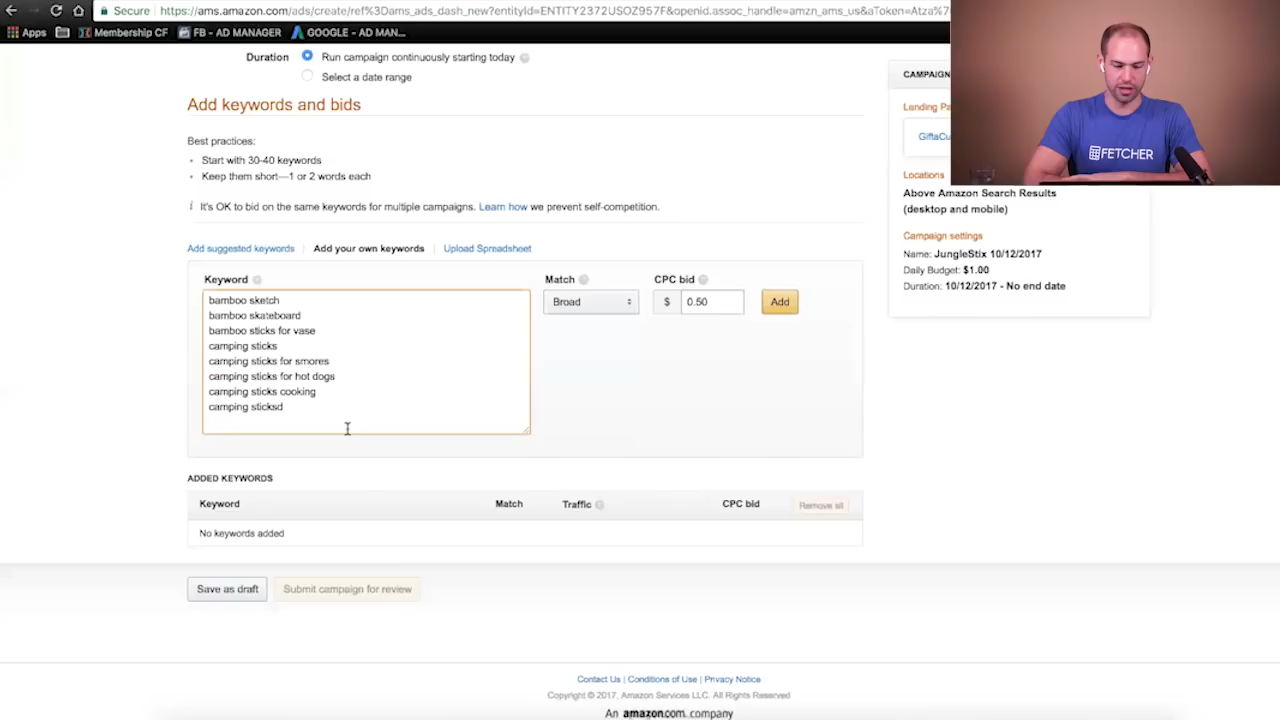 Secure https://ams.amazon.com/ads/create/ref%3Dams_ads_dash_new?entityId=ENTITY2372USOZ957F&openid.assoc_handle=amzn_ams_us&aToken=Atza%7
Apps Membership CF FB - AD MANAGER GOOGLE - AD MAN...
Duration Run campaign continuously starting today
Select a date range
CAMPAIGN
Add keywords and bids
Landing Pa
Best practices:
GiftaCu
Start with 30-40 keywords
Keep them short—1 or 2 words each
FETCHER
Locations
Above Amazon Search Results
(desktop and mobile)
It's OK to bid on the same keywords for multiple campaigns. Learn how we prevent self-competition.
Campaign settings
Name: JungleStix 10/12/2017
Daily Budget: $1.00
Duration: 10/12/2017 - No end date
Add suggested keywords Add your own keywords Upload Spreadsheet
Keyword Match CPC bid
bamboo sketch
bamboo skateboard
bamboo sticks for vase
camping sticks
camping sticks for smores
camping sticks for hot dogs
camping sticks cooking
camping sticksd
Broad $ 0.50 Add
ADDED KEYWORDS
Keyword Match Traffic CPC bid Remove all
No keywords added
Save as draft Submit campaign for review
Contact Us | Conditions of Use | Privacy Notice
Copyright © 2017, Amazon Services LLC. All Rights Reserved
An amazon.com company